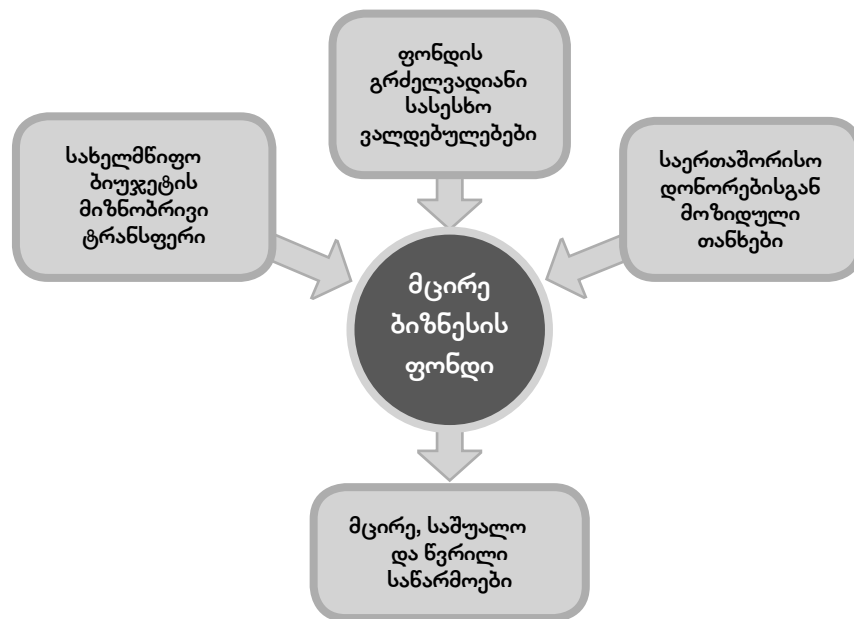 ფონდის
გრძელვადიანი
სასესხო
ვალდებულებები
სახელმწიფო
ბიუჯეტის
მიზნობრივი
ტრანსფერი
საერთაშორისო
დონორებისგან
მოზიდული
თანხები
მცირე
ბიზნესის
ფონდი
მცირე, საშუალო
და წვრილი
საწარმოები